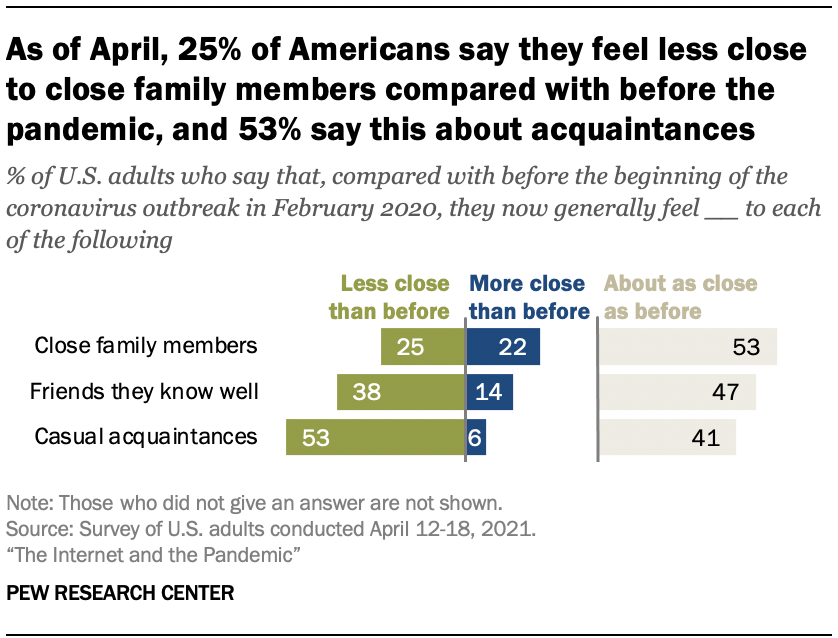 As of April, 25% of Americans say they feel less close
to close family members compared with before the
pandemic, and 53% say this about acquaintances
% of U.S. adults who say that, compared with before the beginning of the
coronavirus outbreak in February 2020, they now generally feel __ to each
of the following
Less close More close About as close
than before than before as before
Close family members 25 22 53
Friends they know well 38 14 47
Casual acquaintances 53 6 41
Note: Those who did not give an answer are not shown.
Source: Survey of U.S. adults conducted April 12-18, 2021.
“The Internet and the Pandemic”
PEW RESEARCH CENTER